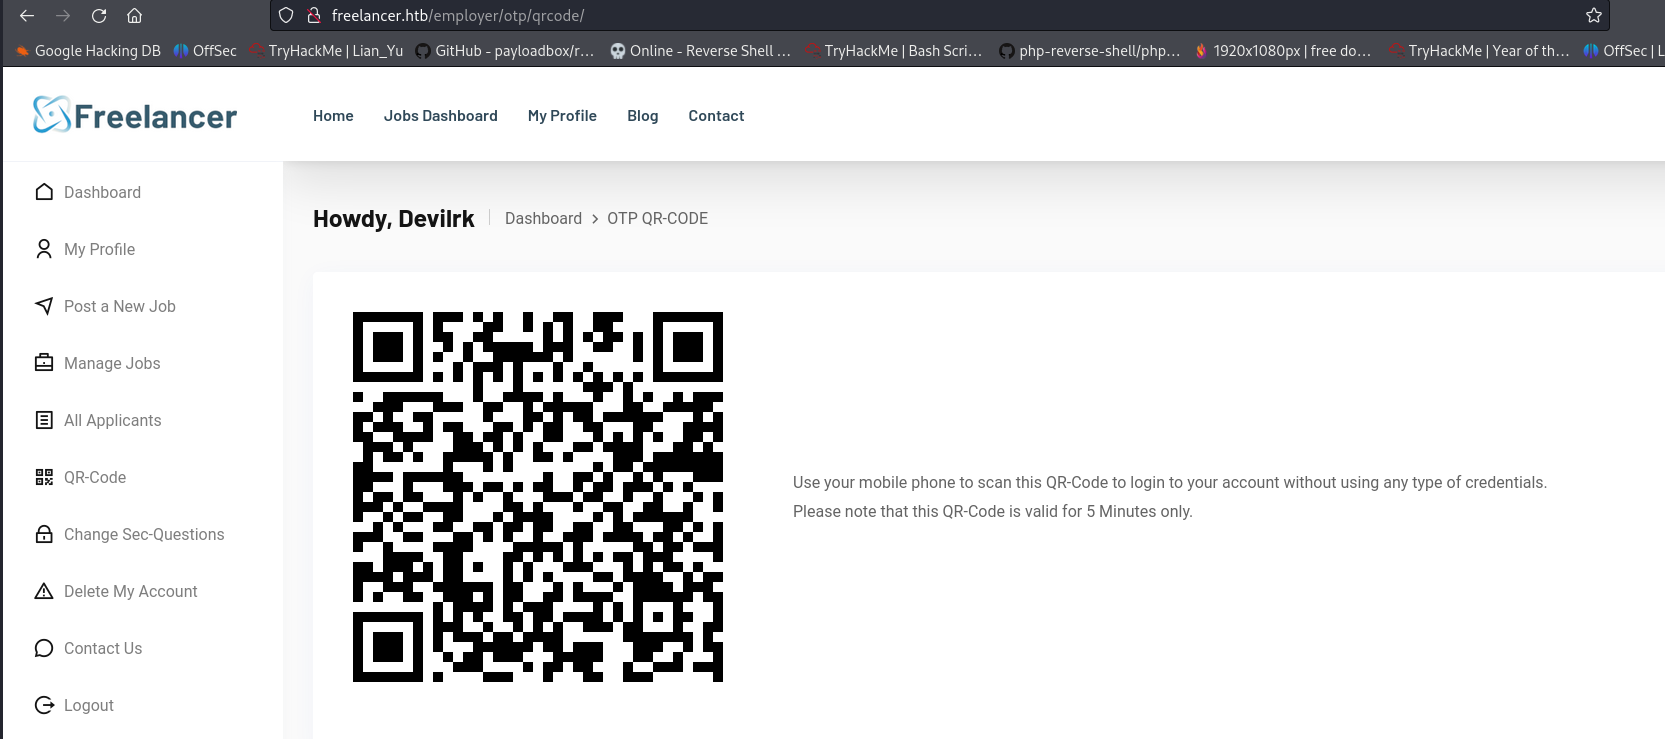 freelancer.htb/employer/otp/qrcode/
Google Hacking DB OffSec TryHackMe | Lian_Yu GitHub - payloadbox/r… Online - Reverse Shell … TryHackMe | Bash Scri… php-reverse-shell/php… 1920x1080px | free do… TryHackMe | Year of th… OffSec | L
Freelancer Home Jobs Dashboard My Profile Blog Contact
Dashboard
Howdy, Devilrk Dashboard > OTP QR-CODE
My Profile
Post a New Job
Manage Jobs
All Applicants
QR-Code
Change Sec-Questions
Delete My Account
Contact Us
Logout
Use your mobile phone to scan this QR-Code to login to your account without using any type of credentials.
Please note that this QR-Code is valid for 5 Minutes only.